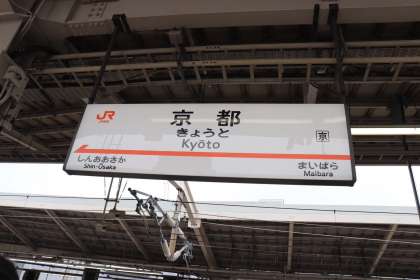 JR
京都
きょうと
Kyōto
京
しんおおさか
Shin-Ōsaka
まいばら
Maibara